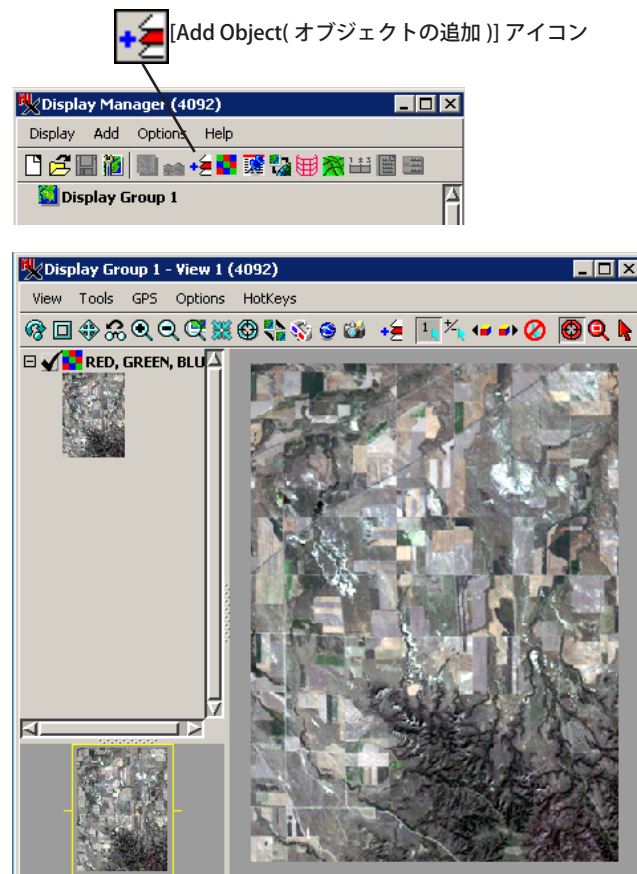 [Add Object( オブジェクトの追加 )] アイコン
Display Manager (4092)
Display Add Options Help
Display Group 1
Display Group 1 - View 1 (4092)
View Tools GPS Options HotKeys
1
RED, GREEN, BLU